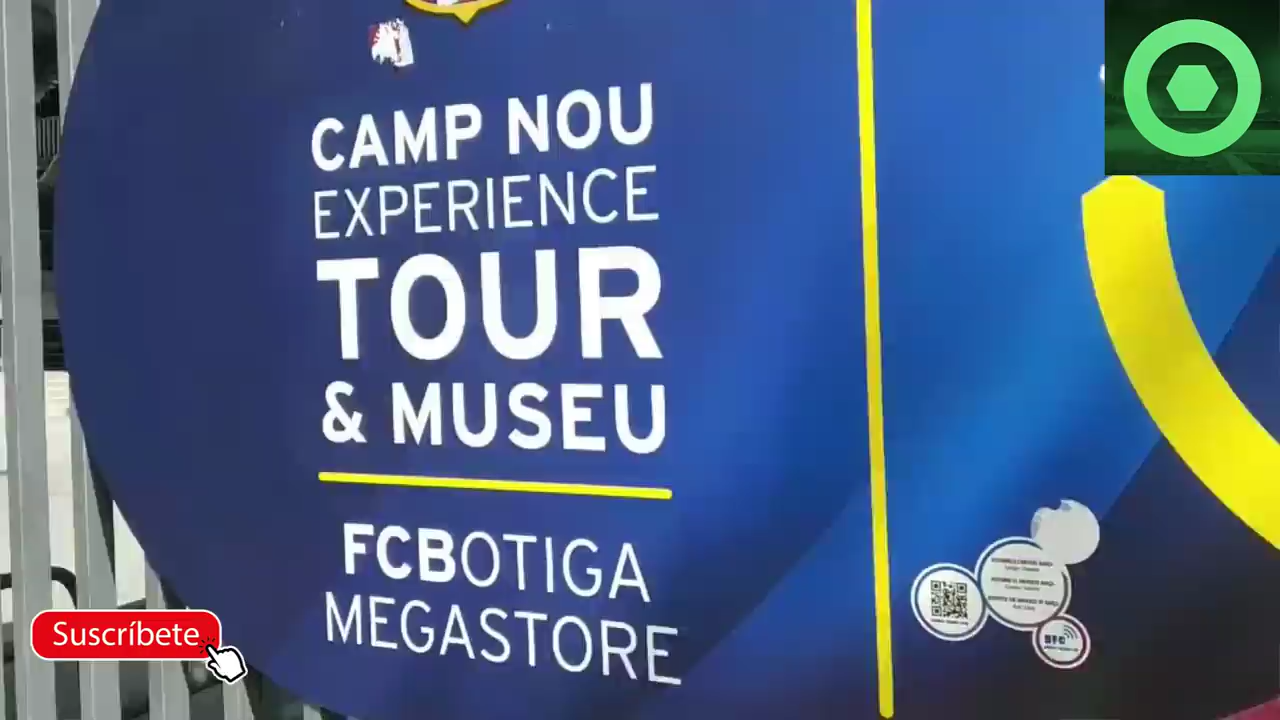 CAMP NOU
EXPERIENCE
TOUR
& MUSEU
FCBOTIGA
MEGASTORE
Suscríbete